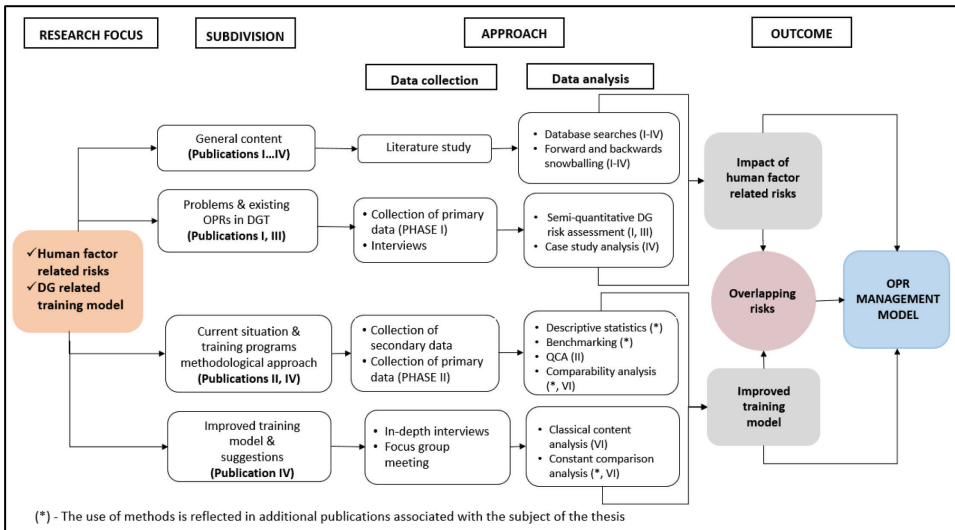 RESEARCH FOCUS
SUBDIVISION
APPROACH
OUTCOME
Data collection
Data analysis
✓Human factor
related risks
✓DG related
training model
General content
(Publications I...IV)
Literature study
• Database searches (I-IV)
• Forward and backwards
snowballing (I-IV)
Problems & existing
OPRs in DGT
(Publications I, III)
• Collection of primary
data (PHASE I)
• Interviews
• Semi-quantitative DG
risk assessment (I, III)
• Case study analysis (IV)
Current situation &
training programs
methodological approach
(Publications II, IV)
• Collection of
secondary data
• Collection of primary
data (PHASE II)
• Descriptive statistics (*)
• Benchmarking (*)
• QCA (II)
• Comparability analysis
(*, VI)
Improved training
model &
suggestions
(Publication IV)
• In-depth interviews
• Focus group
meeting
• Classical content
analysis (VI)
• Constant comparison
analysis (*, VI)
Impact of
human factor
related risks
Overlapping
risks
Improved
training
model
OPR
MANAGEMENT
MODEL
(*) - The use of methods is reflected in additional publications associated with the subject of the thesis